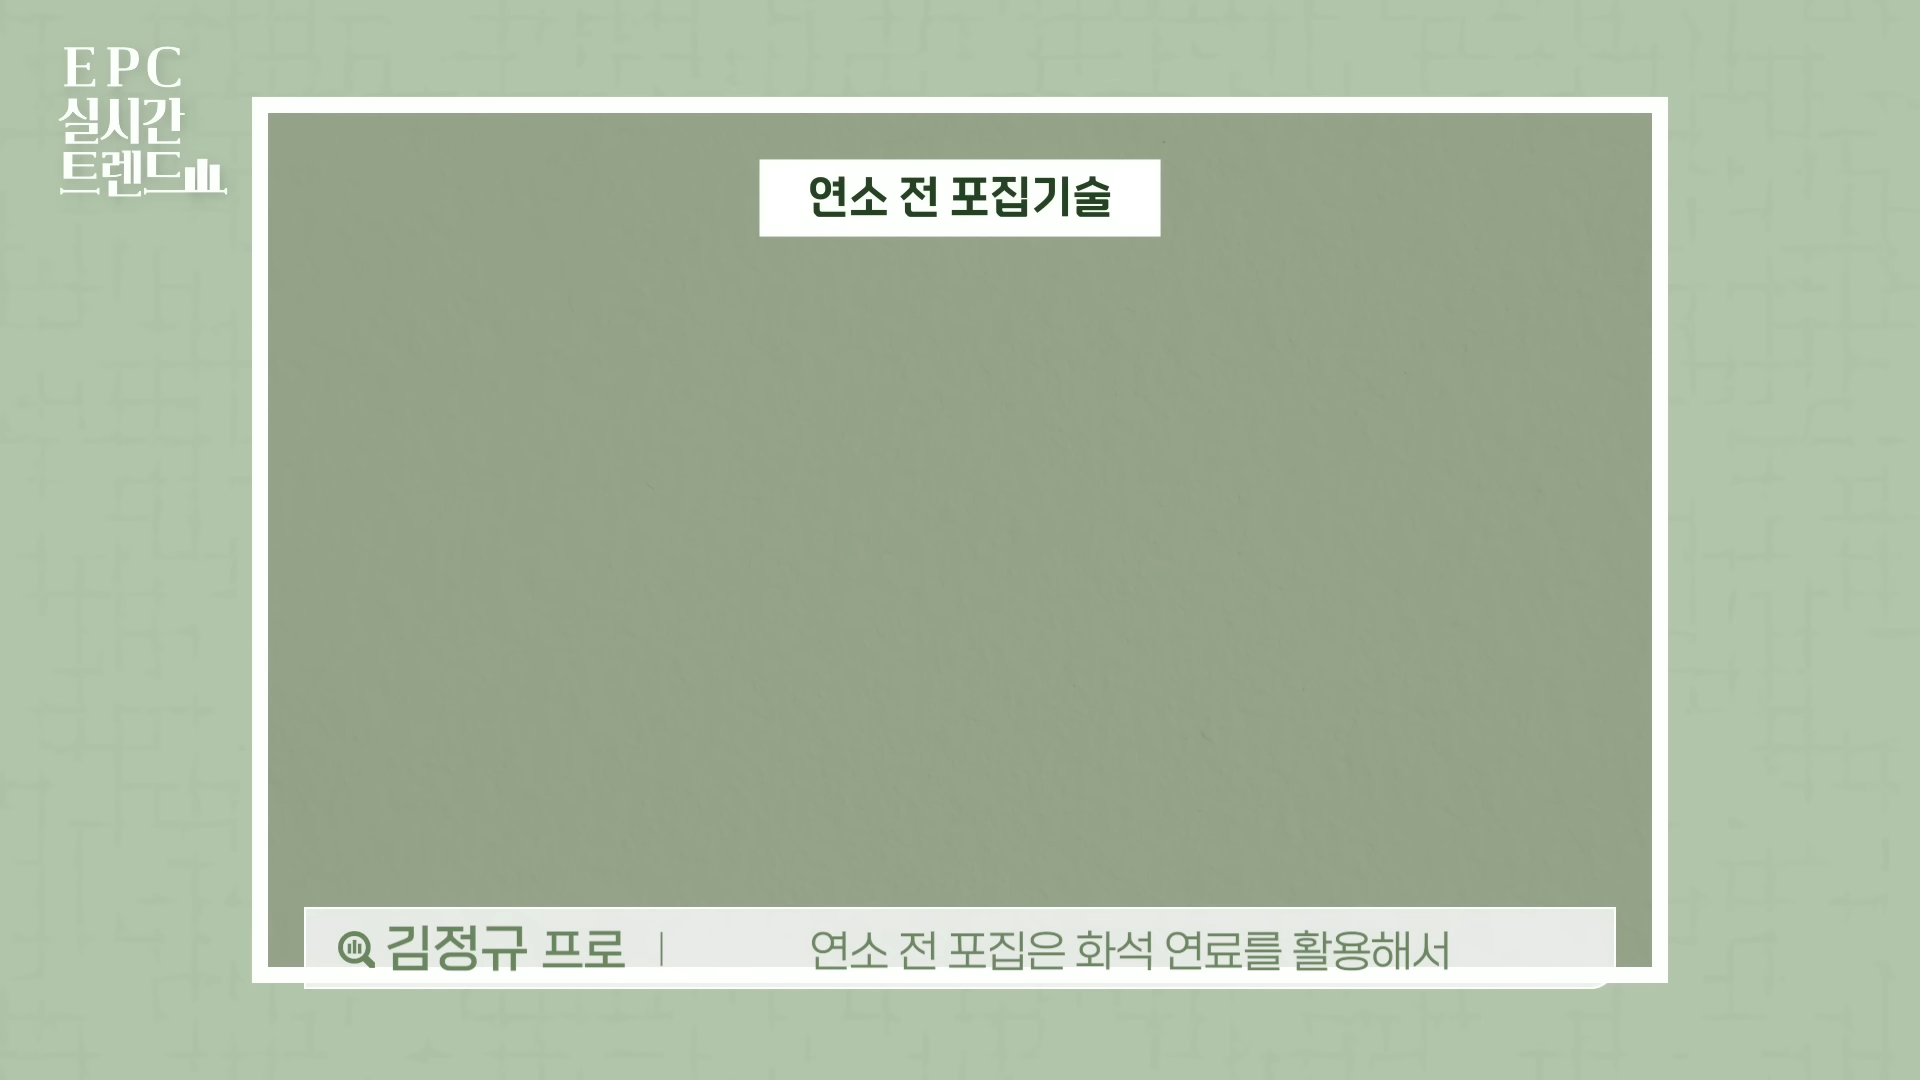 EPC
실시간
트렌드
연소 전 포집기술
김정규 프로
연소 전 포집은 화석 연료를 활용해서